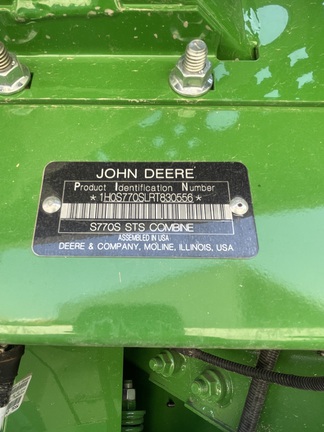 JOHN DEERE
Product Identification Number
*1H0S770SLRT830556*
S770S STS COMBINE
ASSEMBLED IN USA
DEERE & COMPANY, MOLINE, ILLINOIS, USA